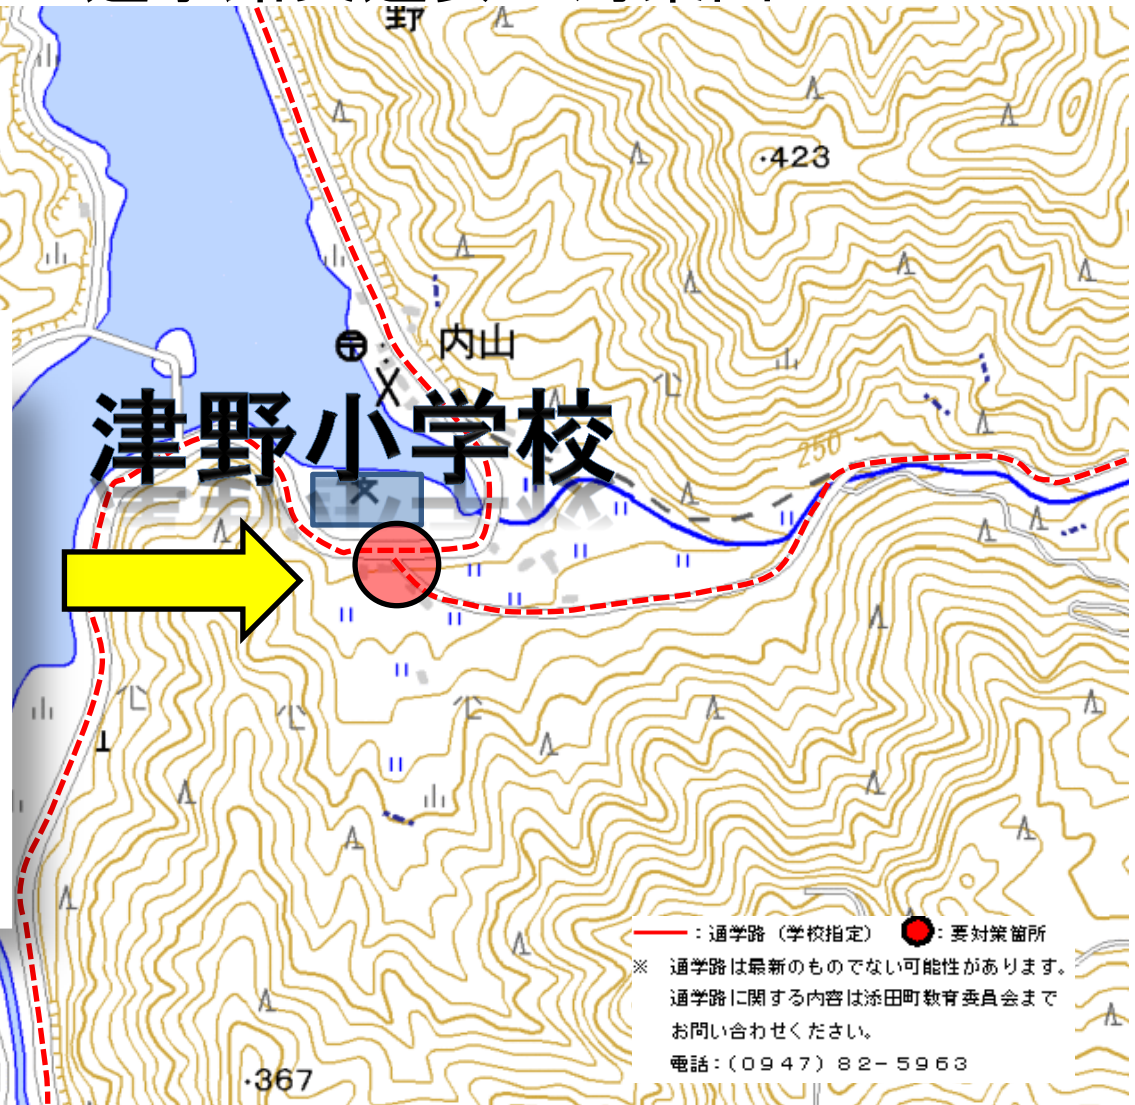 野
・423
内山
津野小学校
250
：通学路（学校指定）　：要対策箇所
※　通学路は最新のものでない可能性があります。
通学路に関する内容は添田町教育委員会まで
お問い合わせください。
電話：(0947) 82-5963
・367